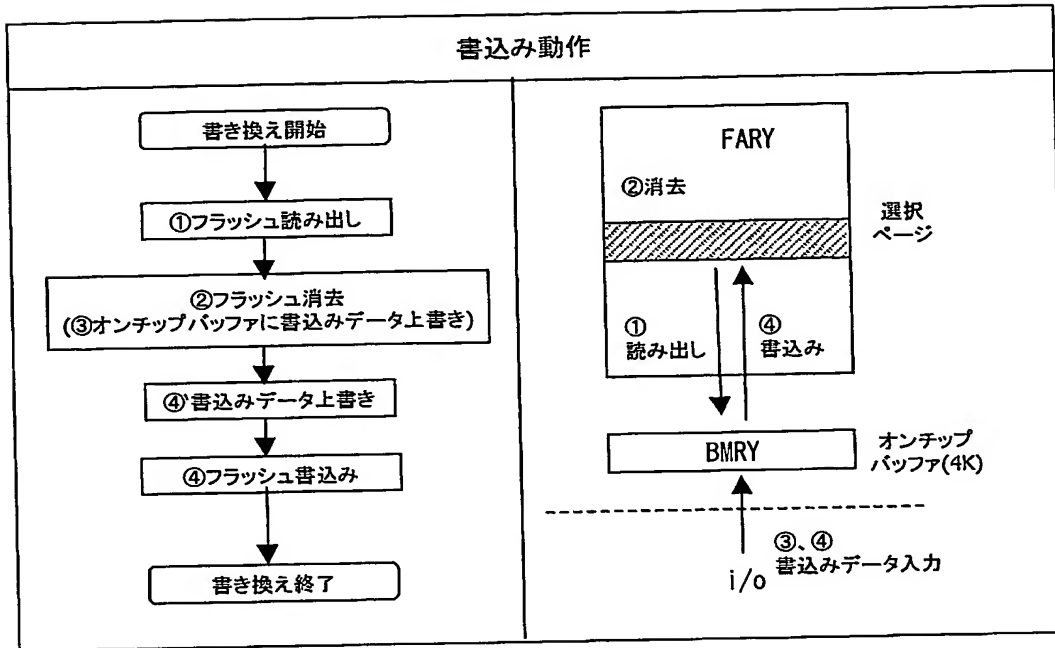 書込み動作
書き換え開始
①フラッシュ読み出し
②フラッシュ消去
(③オンチップバッファに書込みデータ上書き)
④'書込みデータ上書き
④フラッシュ書込み
書き換え終了
FARY
②消去
選択
ページ
①
読み出し
④
書込み
BMRY
オンチップ
バッファ(4K)
③、④
書込みデータ入力
i/o